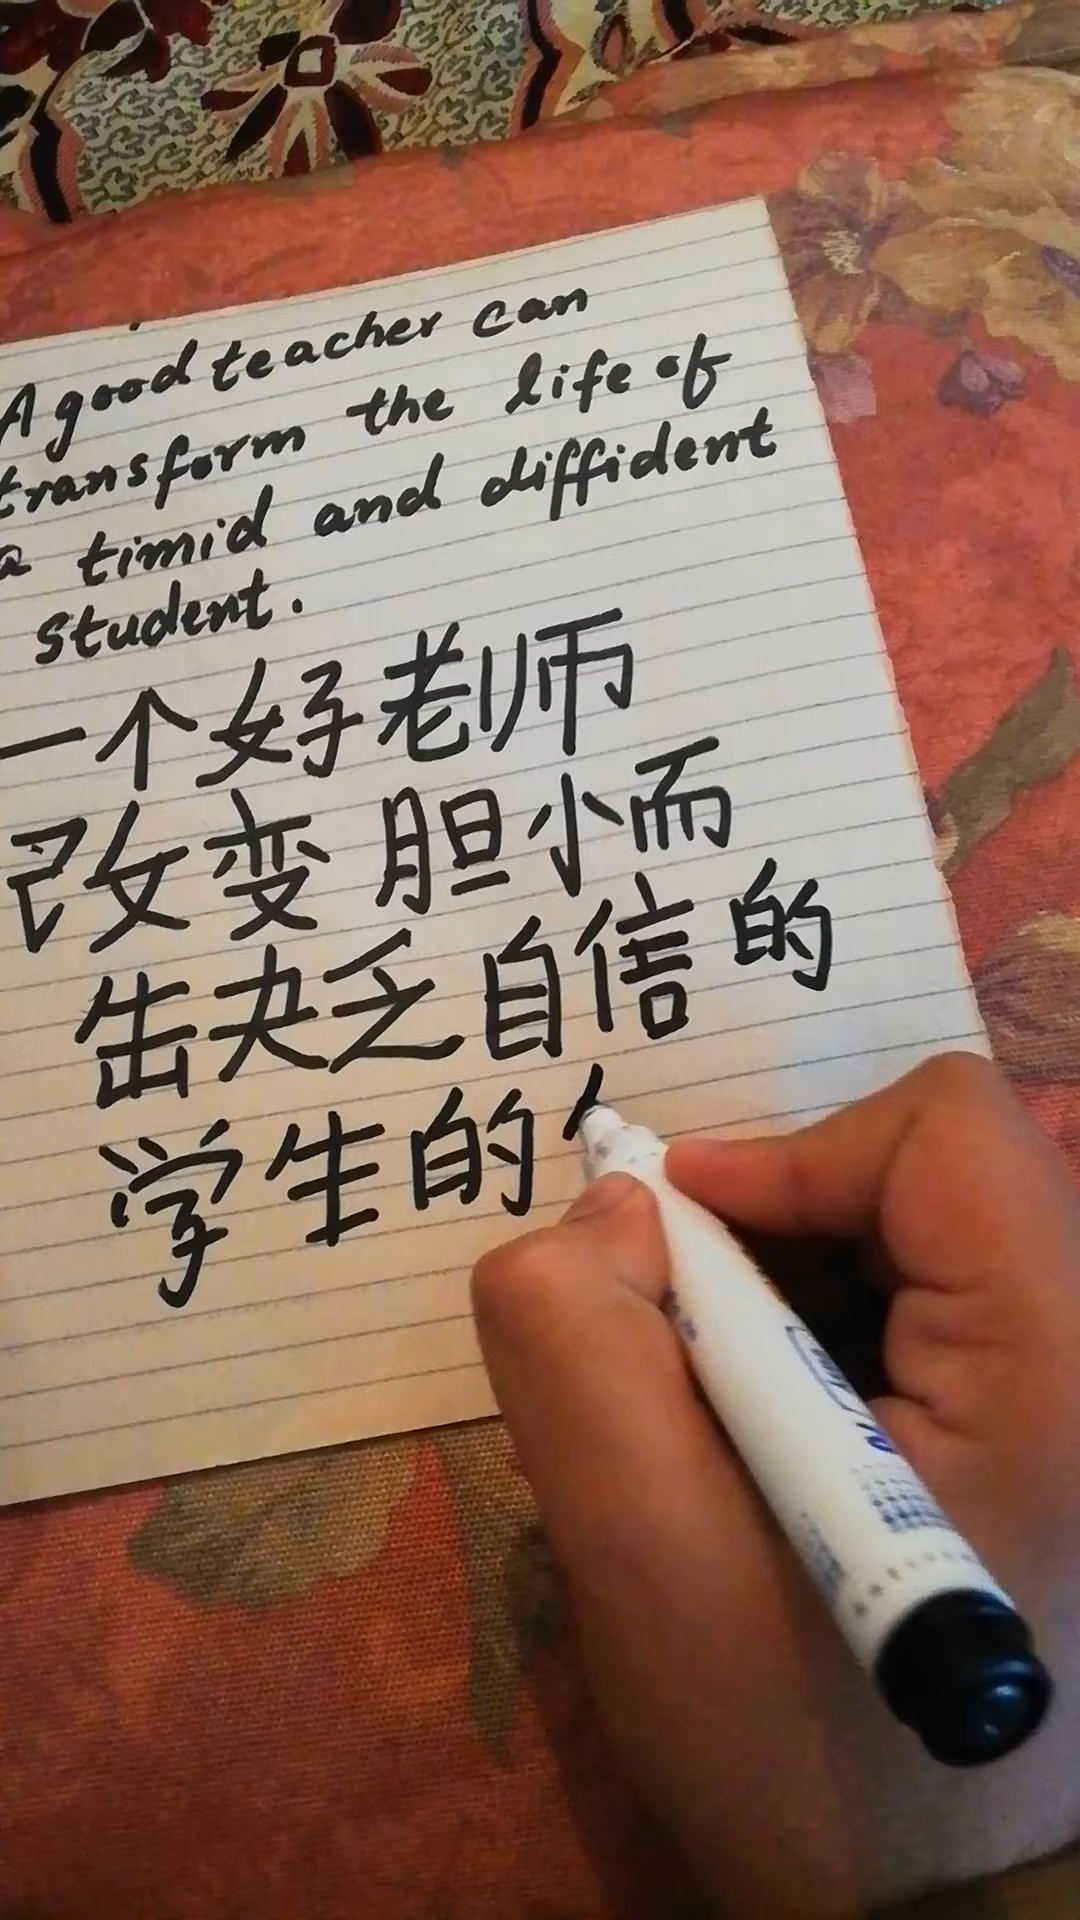 A good teacher can
transform the life of
a timid and diffident
student.
一个好老师
改变胆小而
缺乏自信的
学生的